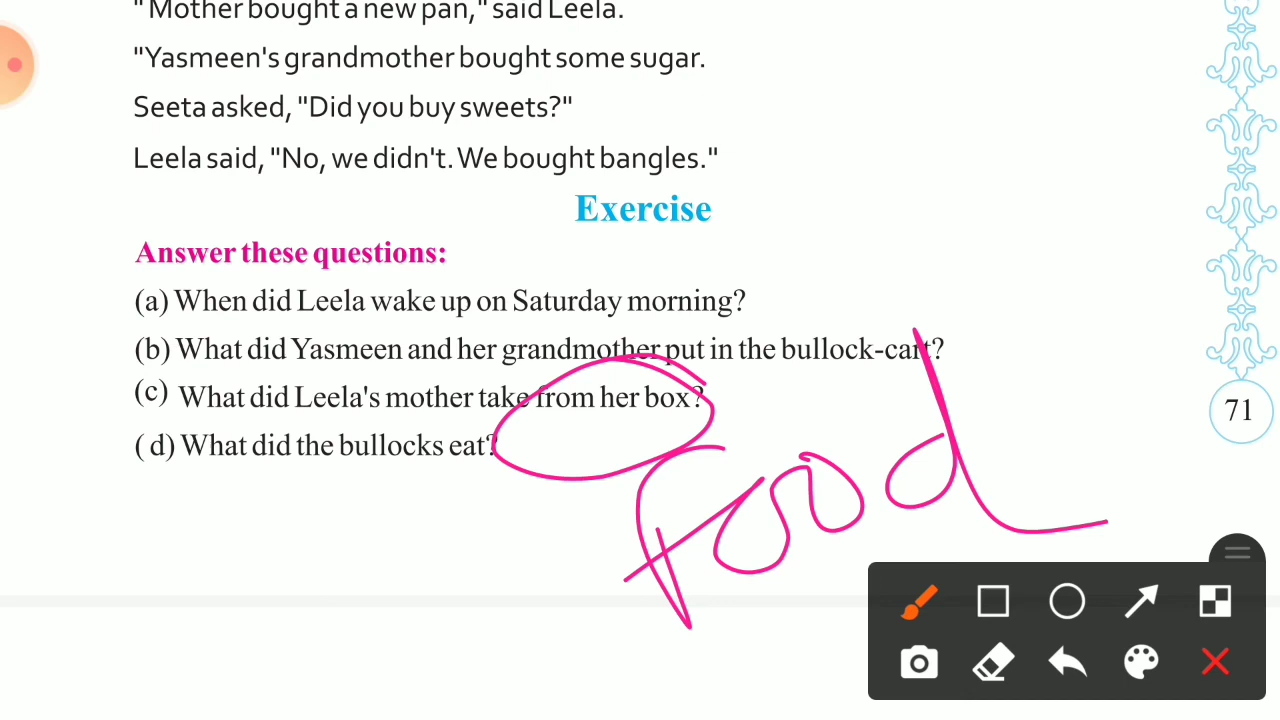 "Mother bought a new pan," said Leela.
"Yasmeen's grandmother bought some sugar.
Seeta asked, "Did you buy sweets?"
Leela said, "No, we didn't. We bought bangles."
Exercise
Answer these questions:
(a) When did Leela wake up on Saturday morning?
(b) What did Yasmeen and her grandmother put in the bullock-cart?
(c) What did Leela's mother take from her box?
( d) What did the bullocks eat?
Food
71